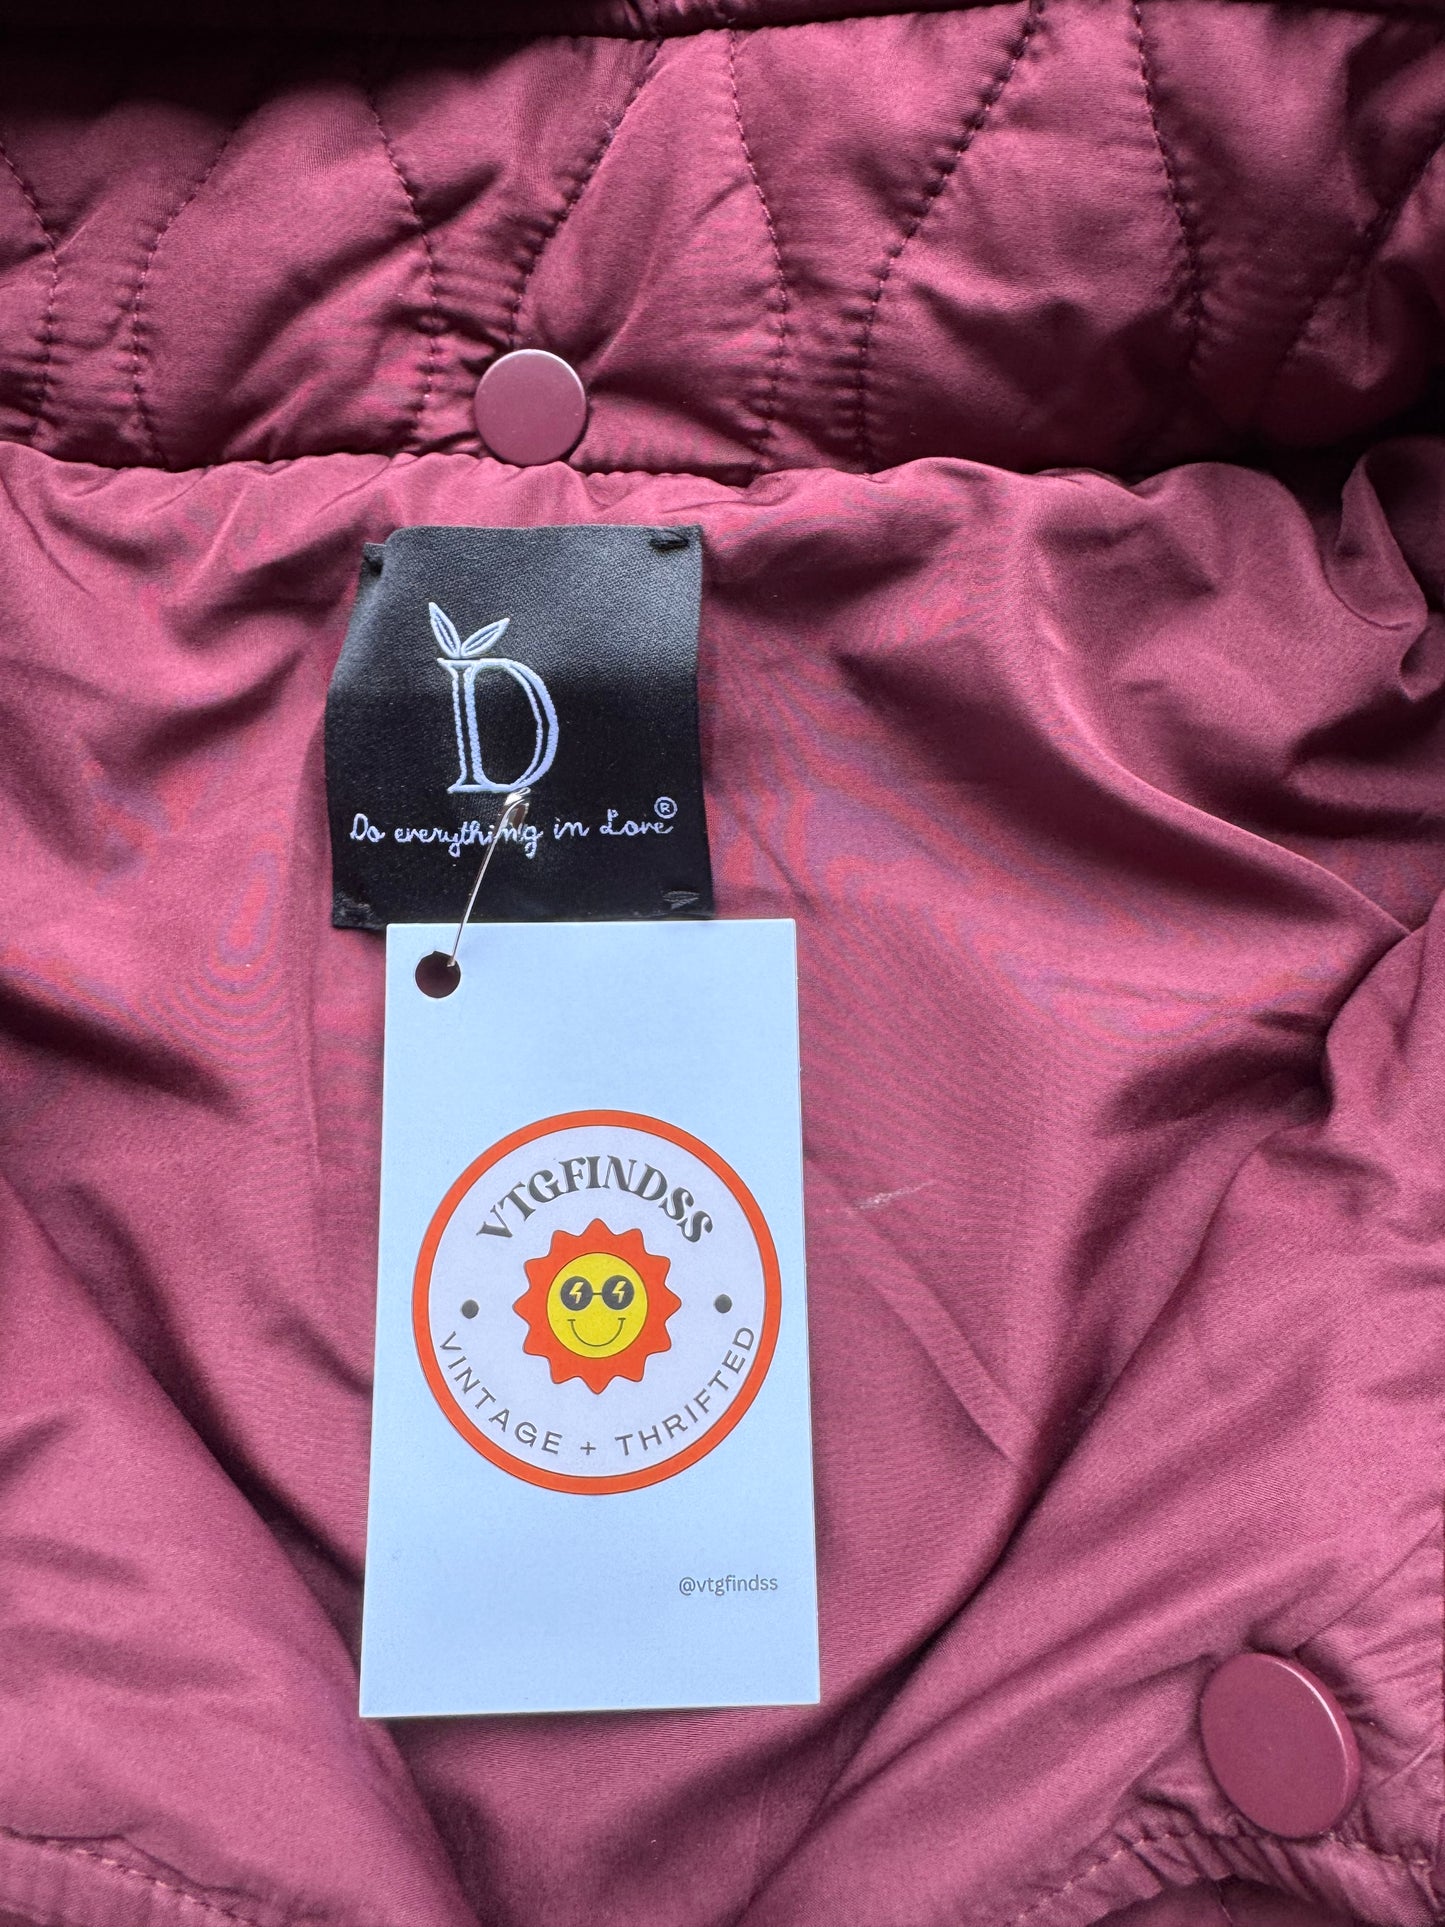 D
Do everything in Love®
VTGFINDSS
VINTAGE + THRIFTED
@vtgfindss